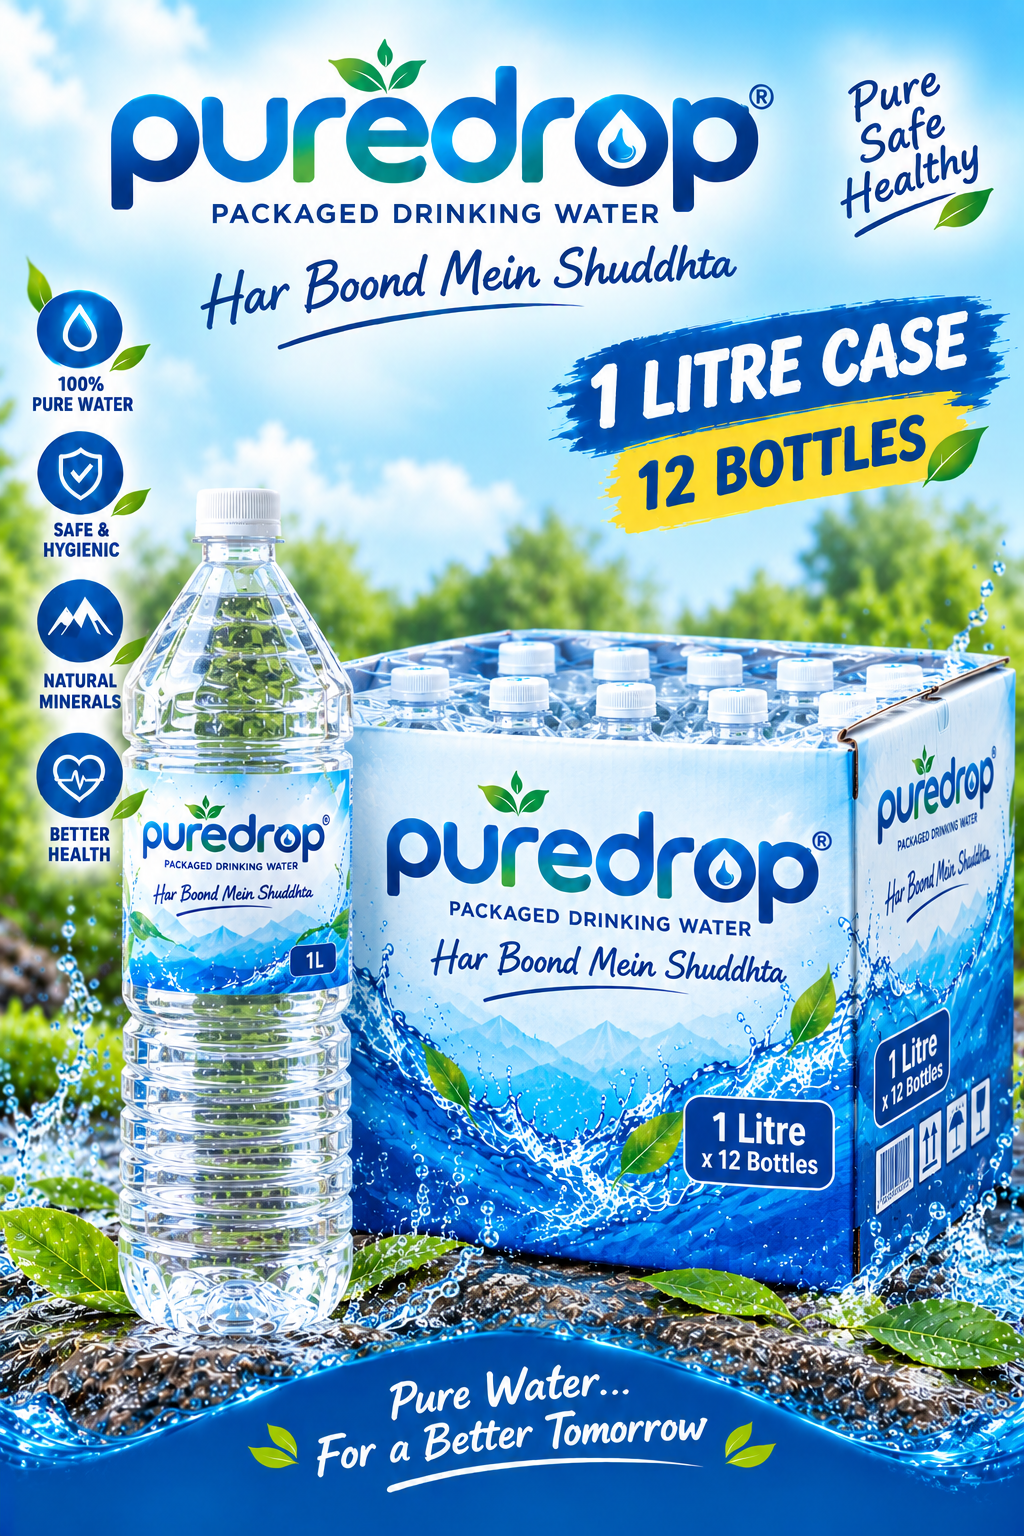 puredrop®
PACKAGED DRINKING WATER
Har Boond Mein Shuddhta
Pure
Safe
Healthy
1 LITRE CASE
12 BOTTLES
100%
PURE WATER
SAFE &
HYGIENIC
NATURAL
MINERALS
BETTER
HEALTH
puredrop®
PACKAGED DRINKING WATER
Har Boond Mein Shuddhta
1L
puredrop®
PACKAGED DRINKING WATER
Har Boond Mein Shuddhta
1 Litre
x 12 Bottles
puredrop®
PACKAGED DRINKING WATER
Har Boond Mein Shuddhta
1 Litre
x 12 Bottles
Pure Water...
For a Better Tomorrow